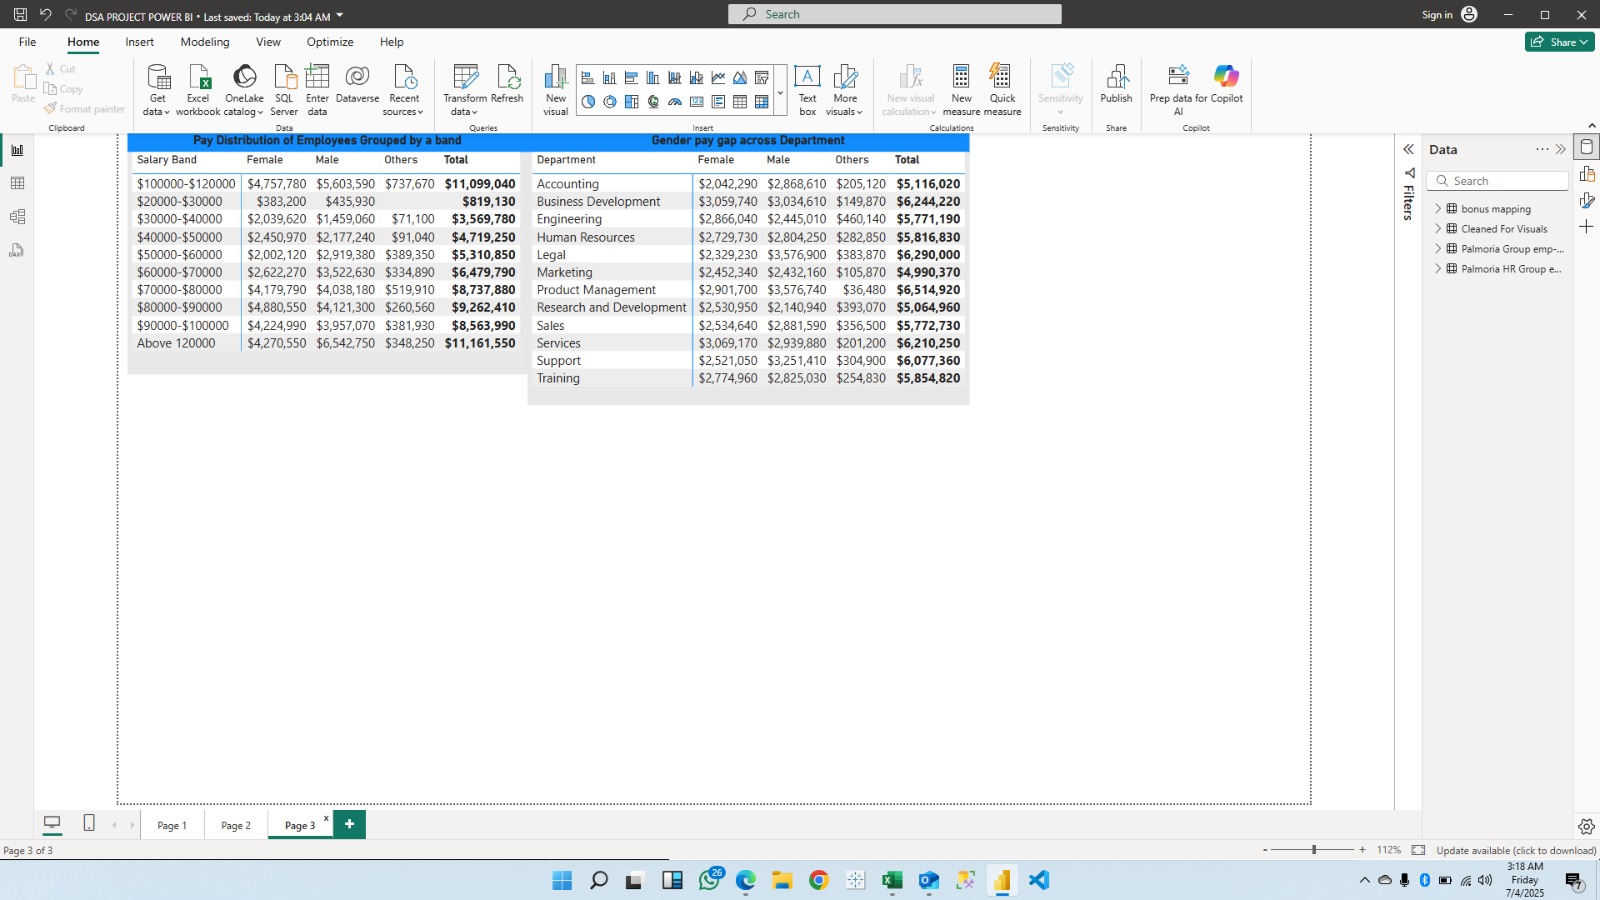 DSA PROJECT POWER BI • Last saved: Today at 3:04 AM
Search
Sign in
File Home Insert Modeling View Optimize Help
Share
Paste
Cut
Copy
Format painter
Clipboard
Get data
Excel workbook
OneLake catalog
SQL Server
Enter data
Dataverse
Recent sources
Data
Transform data
Refresh
Queries
New visual
Text box
More visuals
Insert
New visual calculation
New measure
Quick measure
Calculations
Sensitivity
Sensitivity
Publish
Share
Prep data for AI
Copilot
Copilot
Pay Distribution of Employees Grouped by a band
Salary Band Female Male Others Total
$100000-$120000 $4,757,780 $5,603,590 $737,670 $11,099,040
$20000-$30000 $383,200 $435,930 $819,130
$30000-$40000 $2,039,620 $1,459,060 $71,100 $3,569,780
$40000-$50000 $2,450,970 $2,177,240 $91,040 $4,719,250
$50000-$60000 $2,002,120 $2,919,380 $389,350 $5,310,850
$60000-$70000 $2,622,270 $3,522,630 $334,890 $6,479,790
$70000-$80000 $4,179,790 $4,038,180 $519,910 $8,737,880
$80000-$90000 $4,880,550 $4,121,300 $260,560 $9,262,410
$90000-$100000 $4,224,990 $3,957,070 $381,930 $8,563,990
Above 120000 $4,270,550 $6,542,750 $348,250 $11,161,550
Gender pay gap across Department
Department Female Male Others Total
Accounting $2,042,290 $2,868,610 $205,120 $5,116,020
Business Development $3,059,740 $3,034,610 $149,870 $6,244,220
Engineering $2,866,040 $2,445,010 $460,140 $5,771,190
Human Resources $2,729,730 $2,804,250 $282,850 $5,816,830
Legal $2,329,230 $3,576,900 $383,870 $6,290,000
Marketing $2,452,340 $2,432,160 $105,870 $4,990,370
Product Management $2,901,700 $3,576,740 $36,480 $6,514,920
Research and Development $2,530,950 $2,140,940 $393,070 $5,064,960
Sales $2,534,640 $2,881,590 $356,500 $5,772,730
Services $3,069,170 $2,939,880 $201,200 $6,210,250
Support $2,521,050 $3,251,410 $304,900 $6,077,360
Training $2,774,960 $2,825,030 $254,830 $5,854,820
Filters
Data
Search
bonus mapping
Cleaned For Visuals
Palmoria Group emp-...
Palmoria HR Group e...
Page 1 Page 2 Page 3 x +
Page 3 of 3
- + 112%
Update available (click to download)
26
3:18 AM
Friday
7/4/2025
7